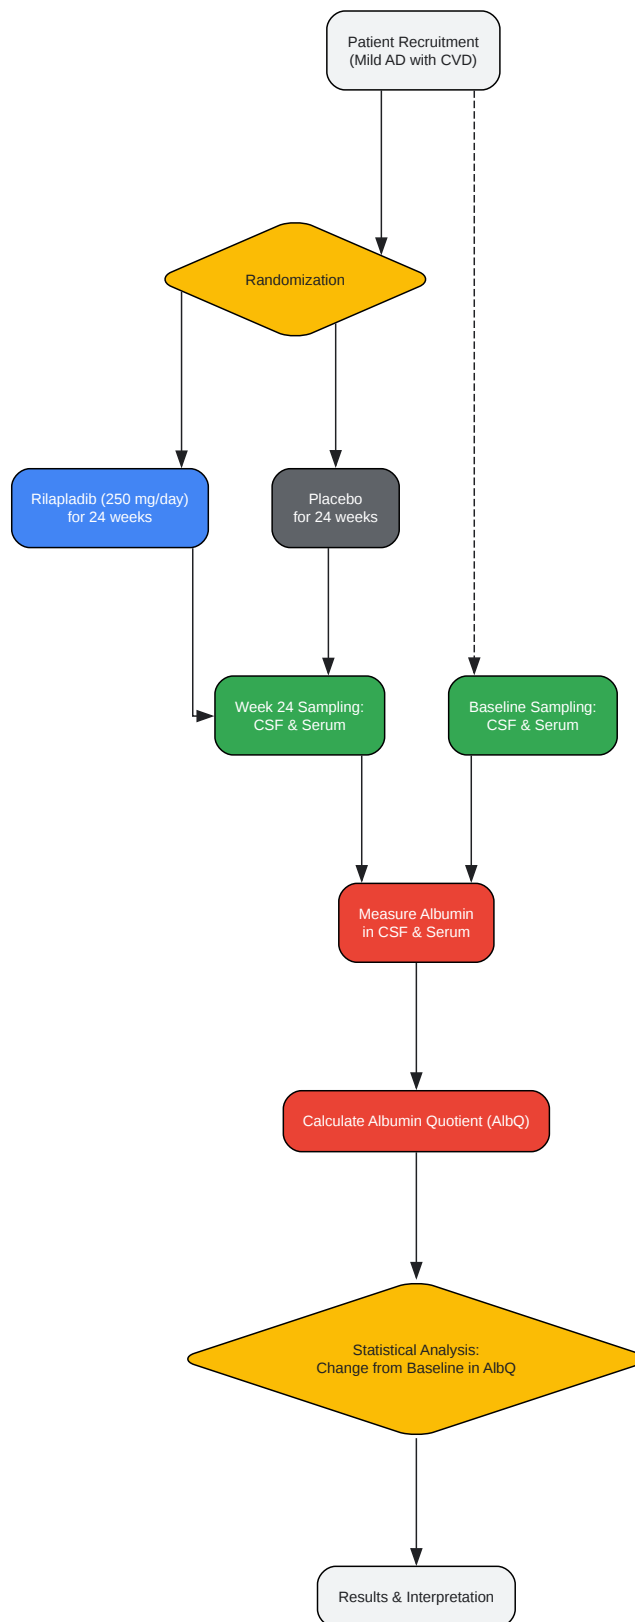 Patient Recruitment
(Mild AD with CVD)
Randomization
Rilapladib (250 mg/day)
for 24 weeks
Placebo
for 24 weeks
Week 24 Sampling:
CSF & Serum
Baseline Sampling:
CSF & Serum
Measure Albumin
in CSF & Serum
Calculate Albumin Quotient (AlbQ)
Statistical Analysis:
Change from Baseline in AlbQ
Results & Interpretation